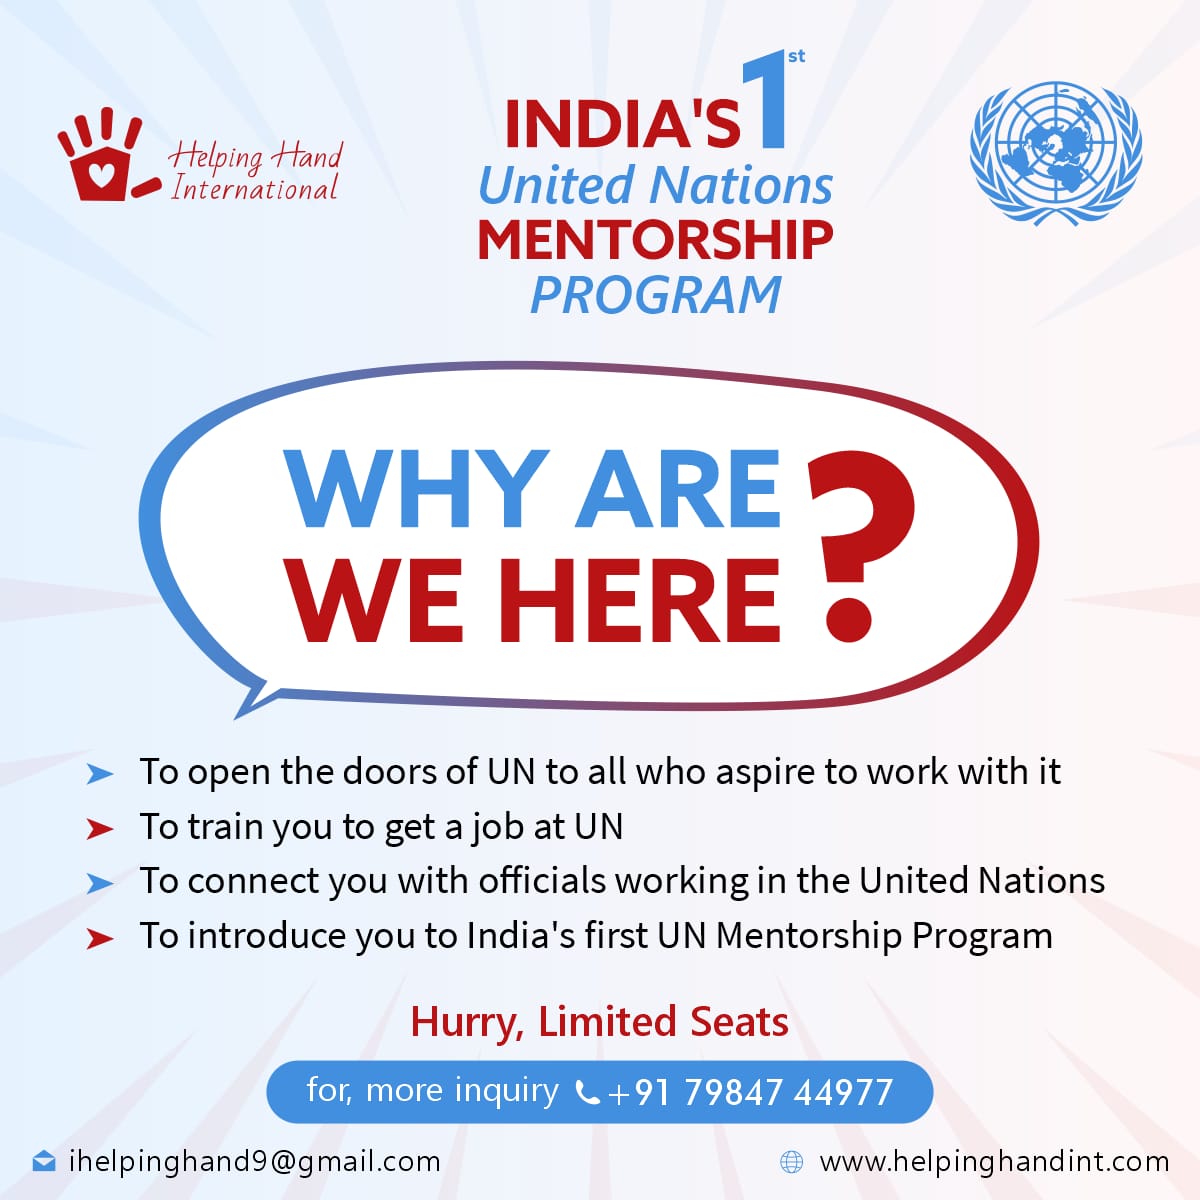 Helping Hand
International
INDIA'S 1st
United Nations
MENTORSHIP
PROGRAM
WHY ARE
WE HERE?
To open the doors of UN to all who aspire to work with it
To train you to get a job at UN
To connect you with officials working in the United Nations
To introduce you to India's first UN Mentorship Program
Hurry, Limited Seats
for, more inquiry +91 79847 44977
ihelpinghand9@gmail.com
www.helpinghandint.com